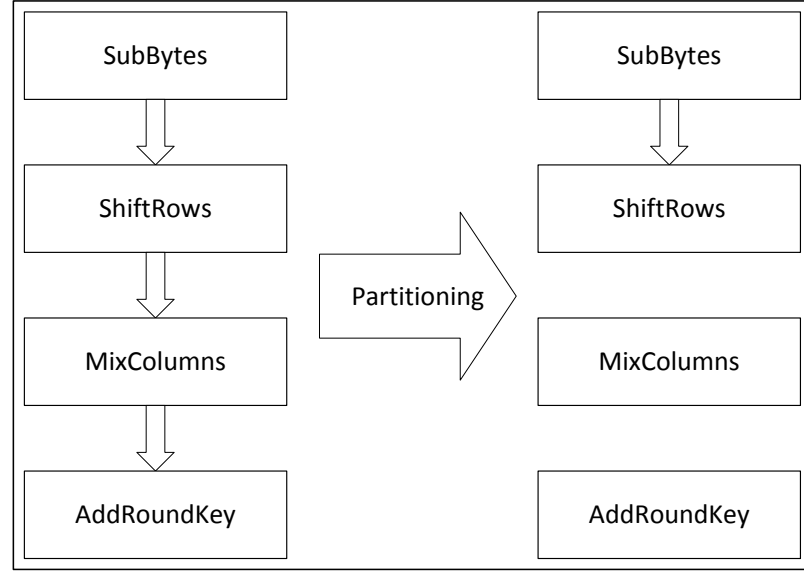 SubBytes
ShiftRows
MixColumns
AddRoundKey
Partitioning
SubBytes
ShiftRows
MixColumns
AddRoundKey